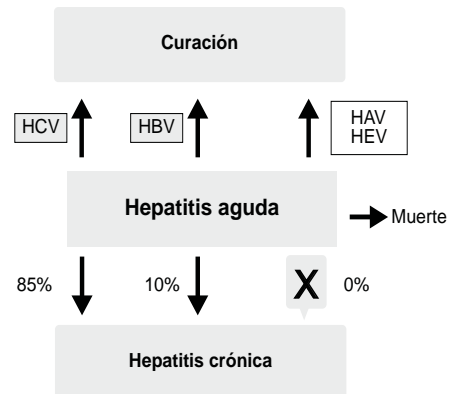 Curación
HCV
HBV
HAV
HEV
Hepatitis aguda
Muerte
85%
10%
X
0%
Hepatitis crónica